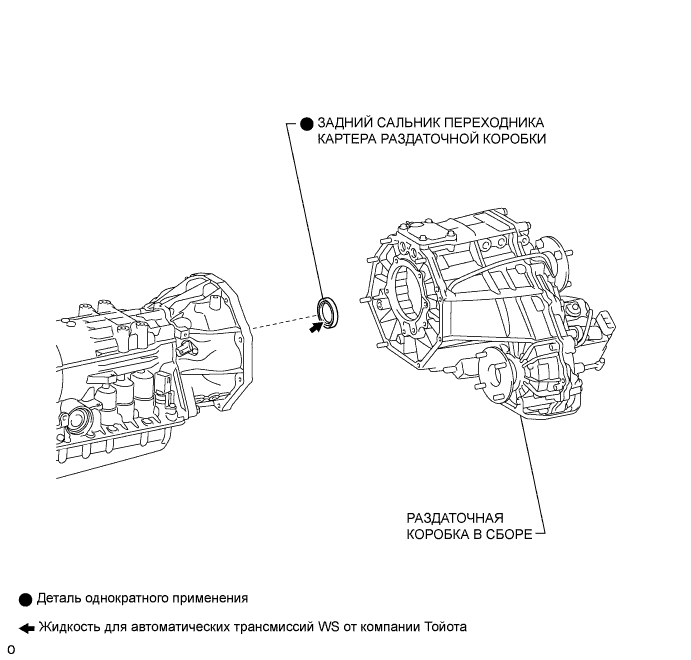 ЗАДНИЙ САЛЬНИК ПЕРЕХОДНИКА
КАРТЕРА РАЗДАТОЧНОЙ КОРОБКИ
РАЗДАТОЧНАЯ
КОРОБКА В СБОРЕ
Деталь однократного применения
Жидкость для автоматических трансмиссий WS от компании Тойота
O